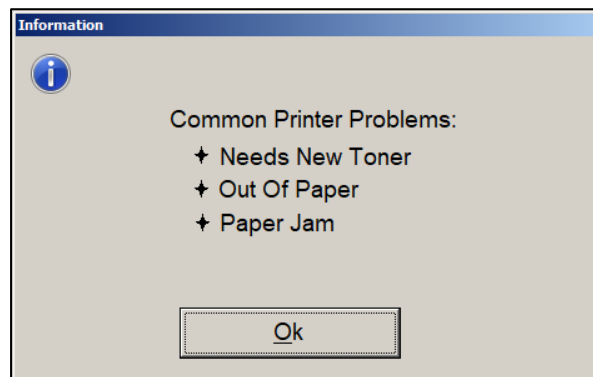 Information
Common Printer Problems:
✦ Needs New Toner
✦ Out Of Paper
✦ Paper Jam
Ok